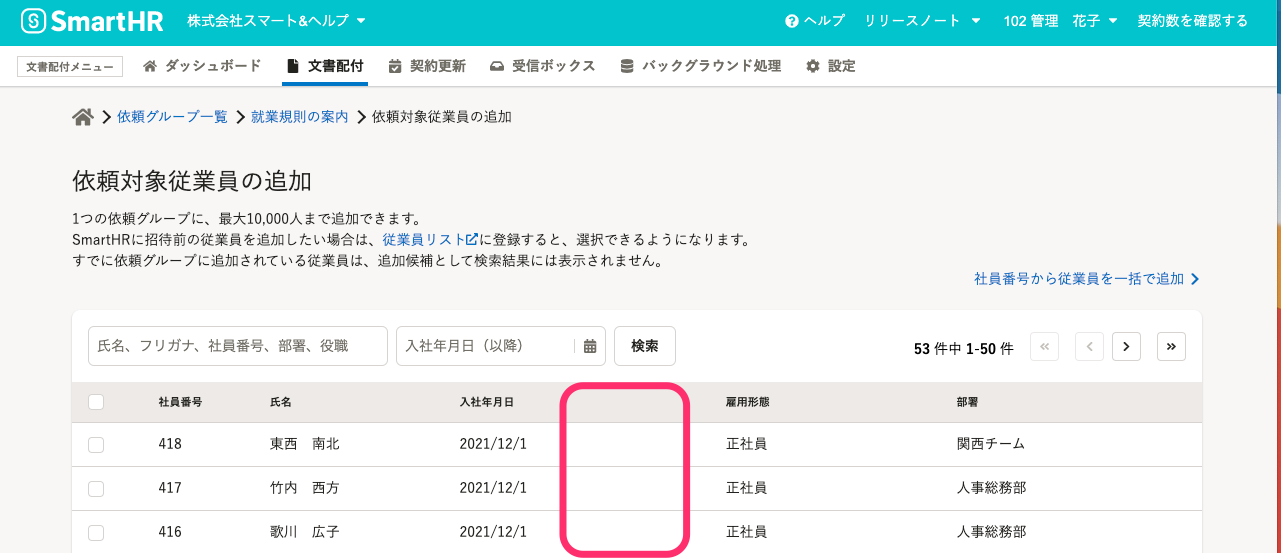 SmartHR 株式会社スマート&ヘルプ ヘルプ リリースノート 102 管理 花子 契約数を確認する
文書配付メニュー ダッシュボード 文書配付 契約更新 受信ボックス バックグラウンド処理 設定
依頼グループ一覧 就業規則の案内 依頼対象従業員の追加
依頼対象従業員の追加
1つの依頼グループに、最大10,000人まで追加できます。
SmartHRに招待前の従業員を追加したい場合は、従業員リストに登録すると、選択できるようになります。
すでに依頼グループに追加されている従業員は、追加候補として検索結果には表示されません。
社員番号から従業員を一括で追加
氏名、フリガナ、社員番号、部署、役職 入社年月日（以降） 検索 53 件中 1-50 件
社員番号 氏名 入社年月日 雇用形態 部署
418 東西 南北 2021/12/1 正社員 関西チーム
417 竹内 西方 2021/12/1 正社員 人事総務部
416 歌川 広子 2021/12/1 正社員 人事総務部